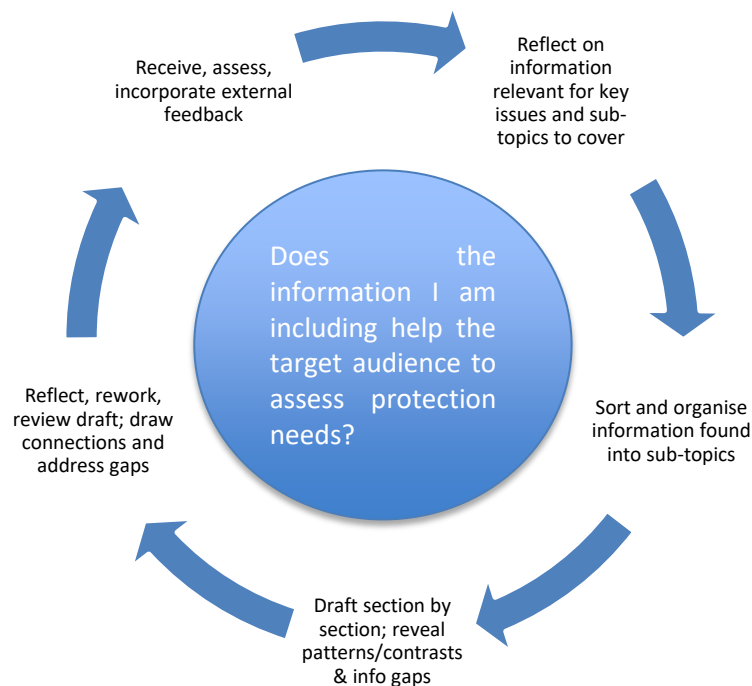 Receive, assess,
incorporate external
feedback
Reflect on
information
relevant for key
issues and sub-
topics to cover
Does the
information I am
including help the
target audience to
assess protection
needs?
Reflect, rework,
review draft; draw
connections and
address gaps
Sort and organise
information found
into sub-topics
Draft section by
section; reveal
patterns/contrasts
& info gaps